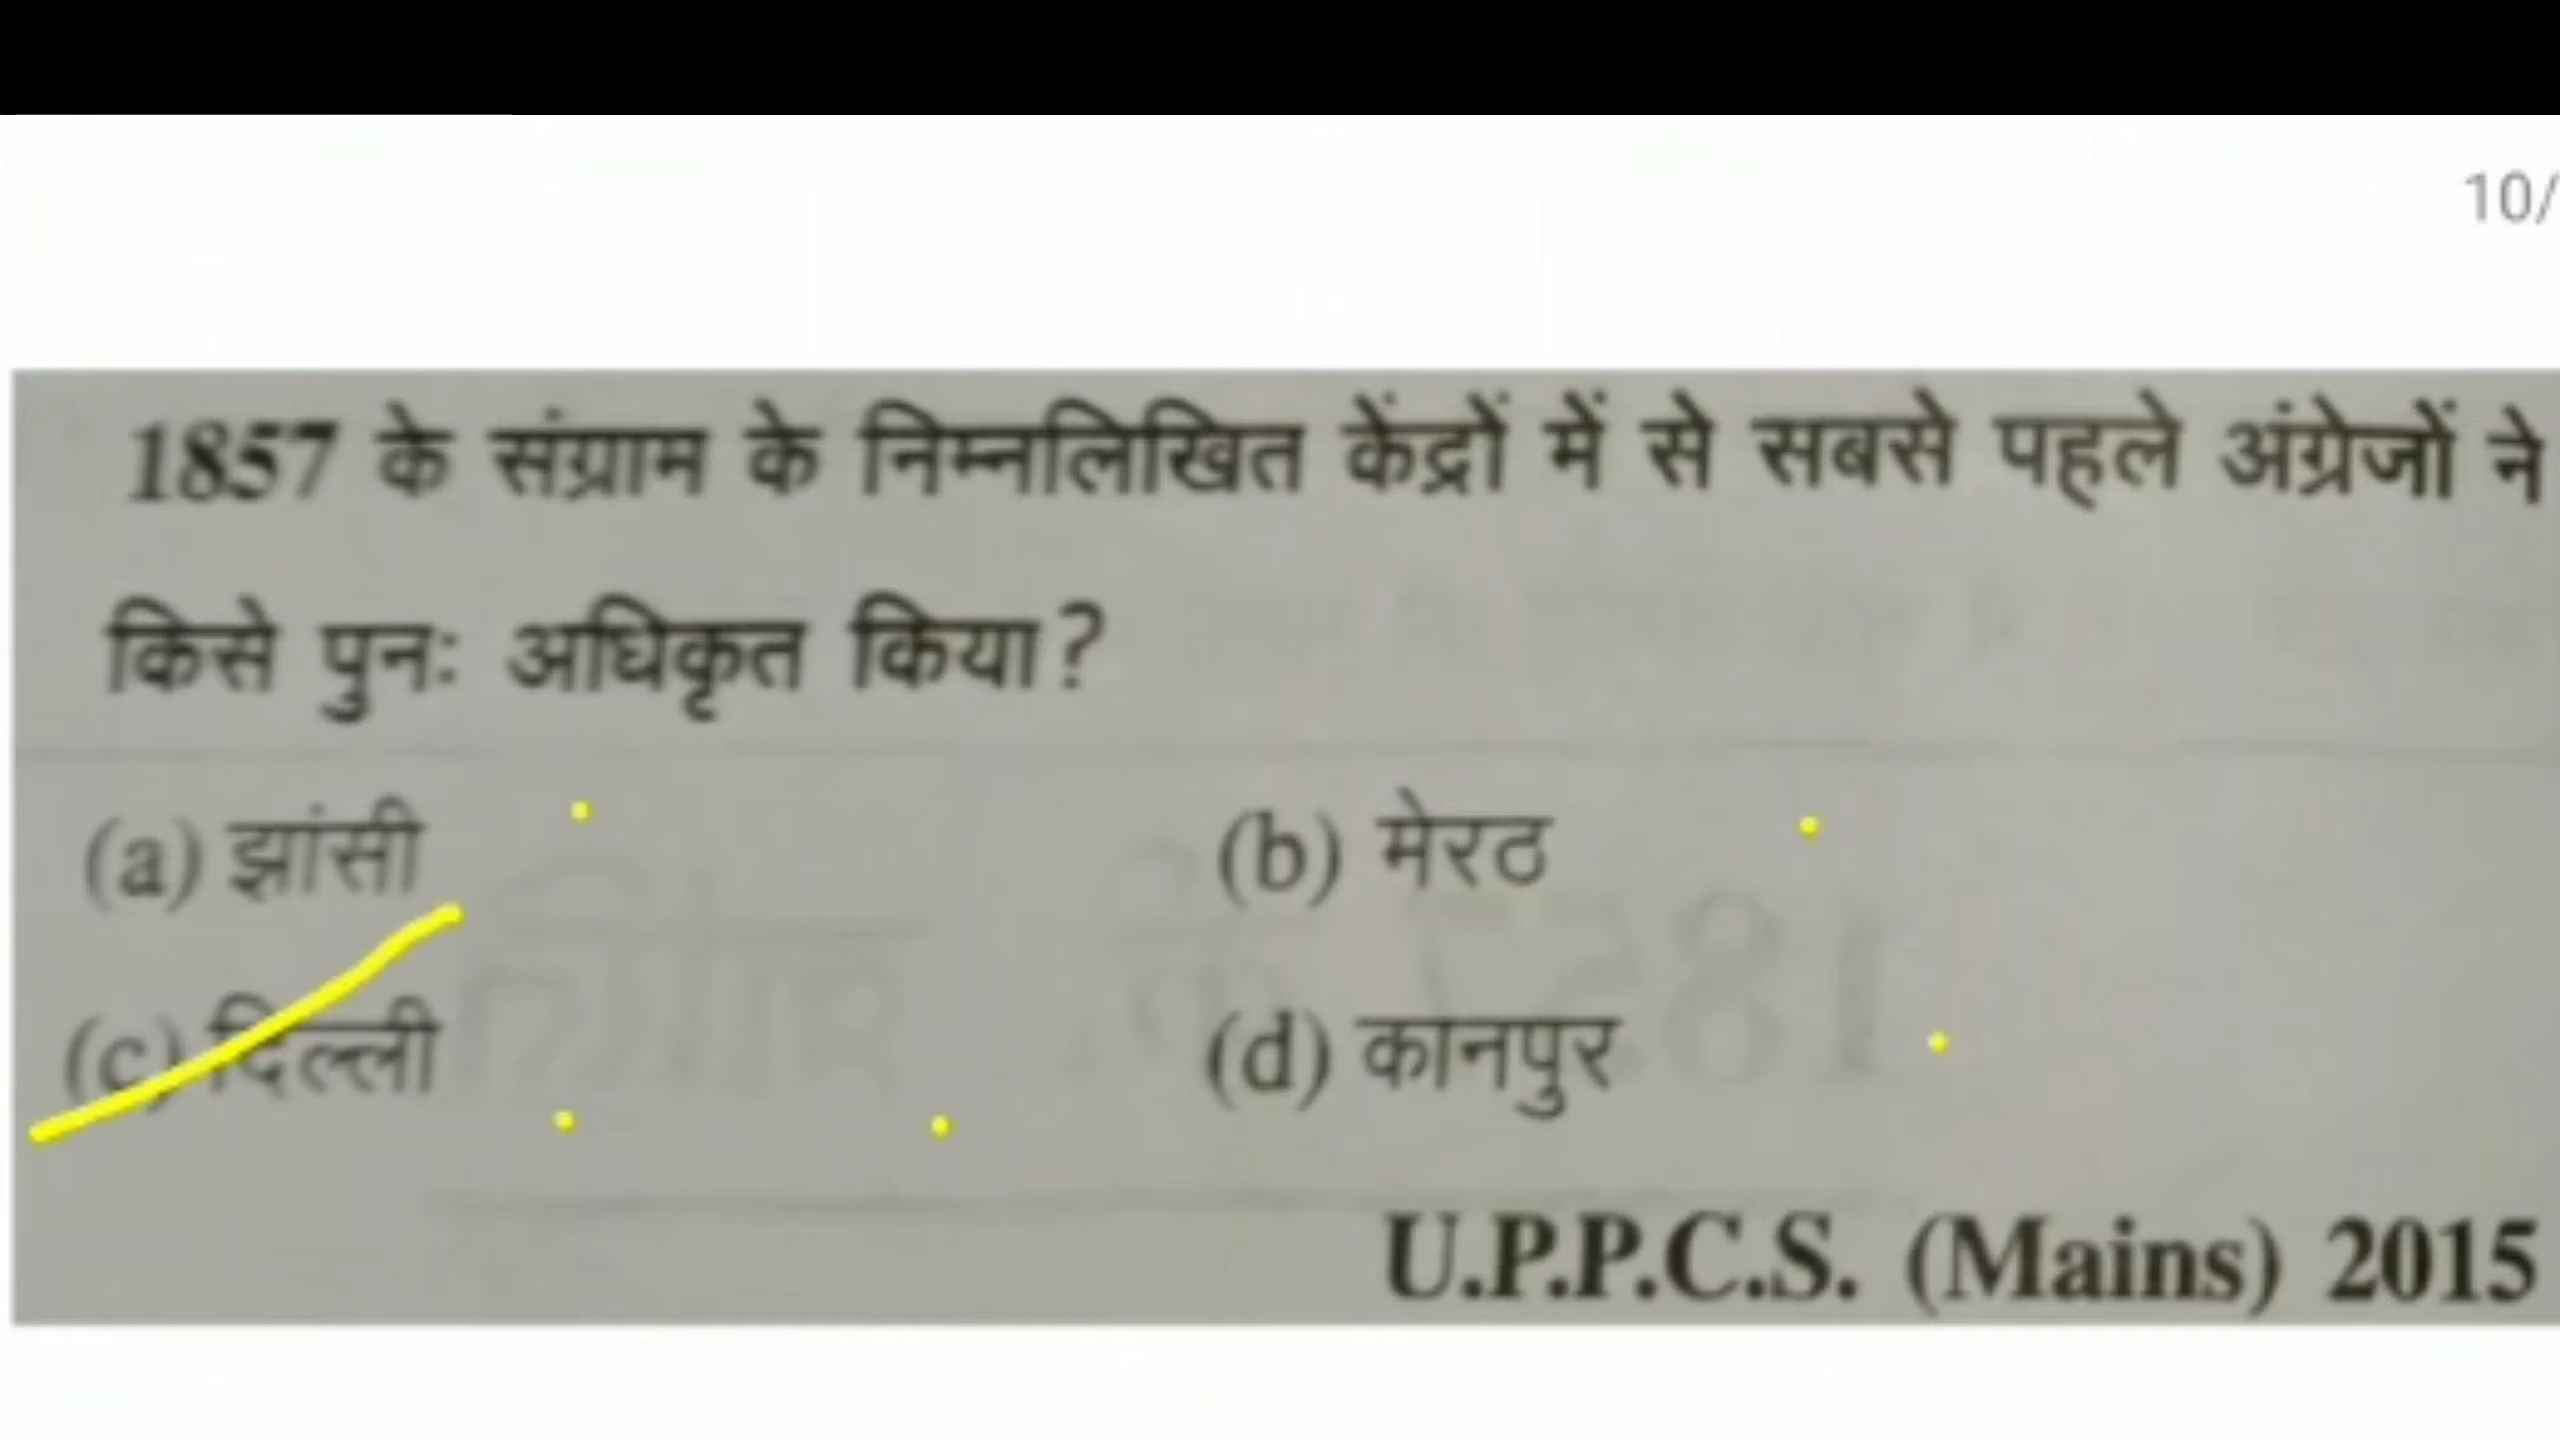 10/
1857 के संग्राम के निम्नलिखित केंद्रों में से सबसे पहले अंग्रेजों ने
किसे पुनः अधिकृत किया?
(a) झांसी (b) मेरठ
(c) दिल्ली (d) कानपुर
U.P.P.C.S. (Mains) 2015